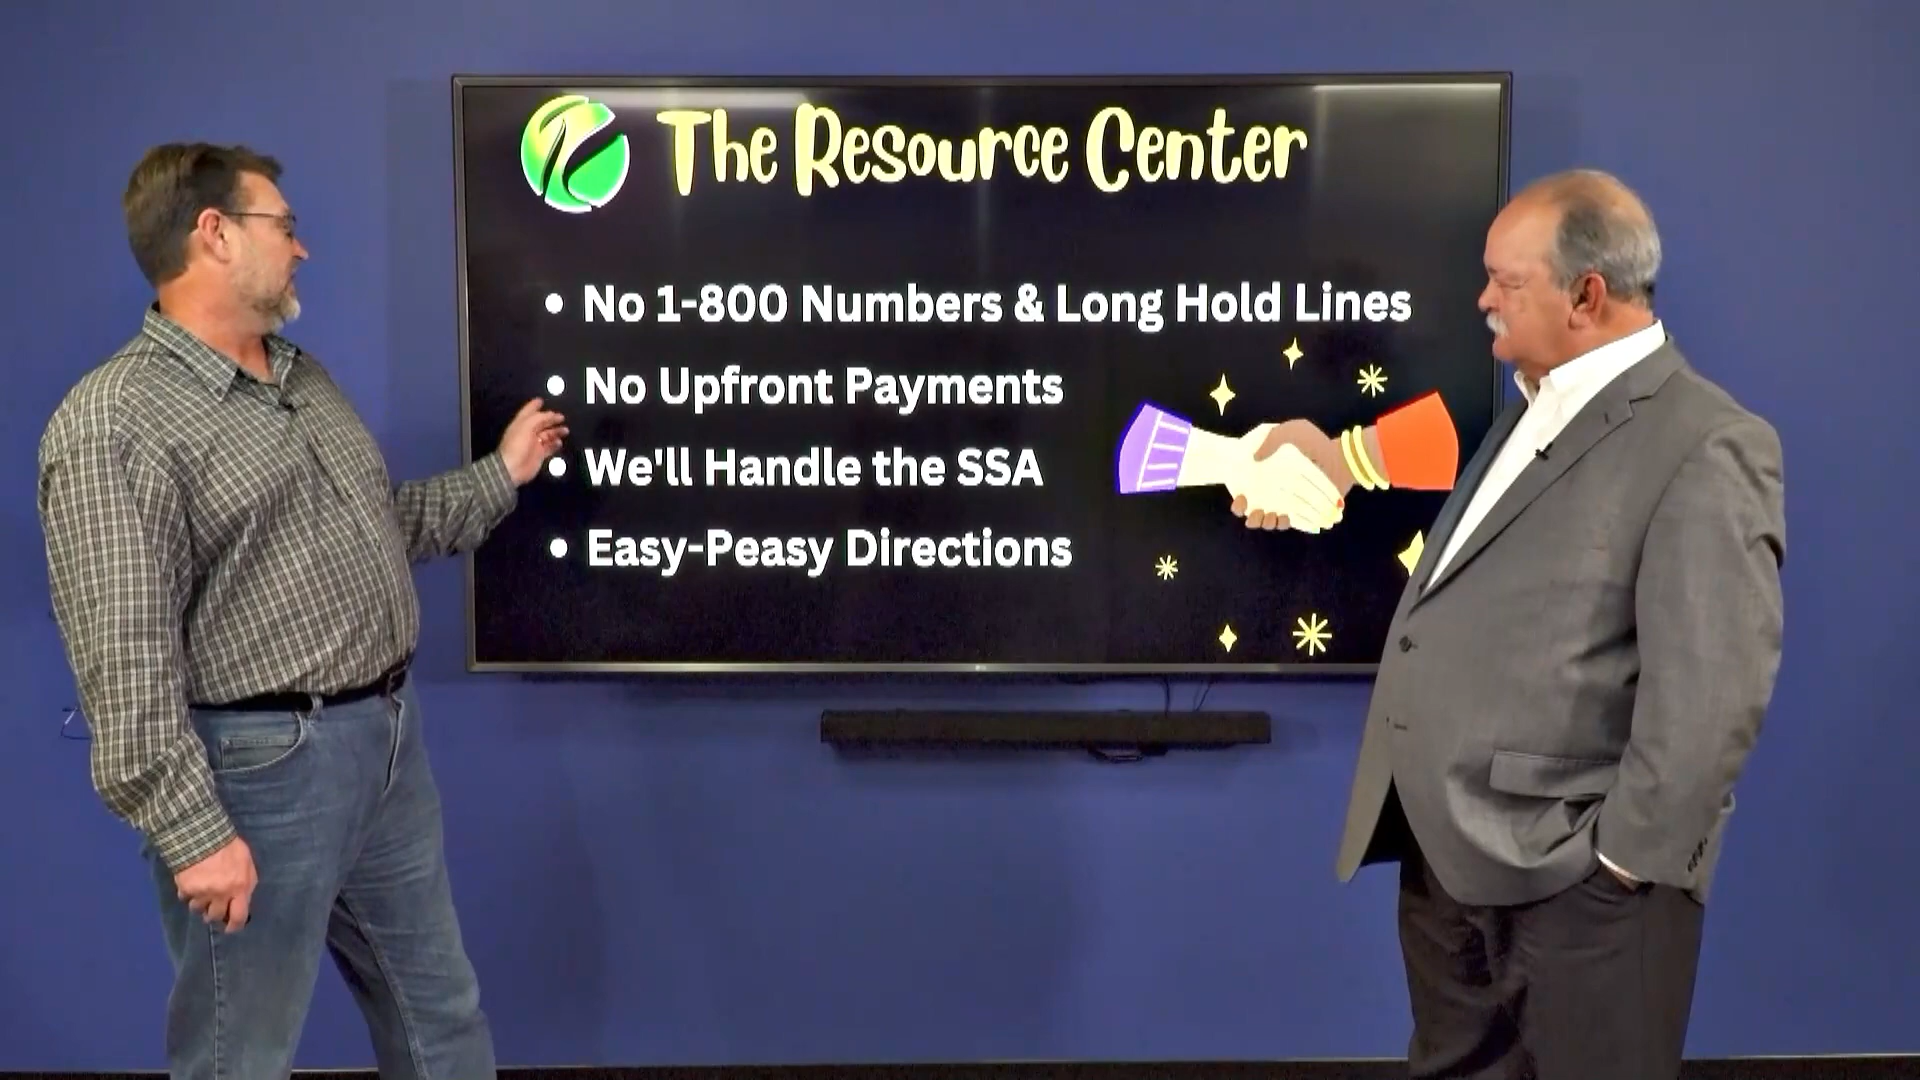 The Resource Center
• No 1-800 Numbers & Long Hold Lines
• No Upfront Payments
• We'll Handle the SSA
• Easy-Peasy Directions